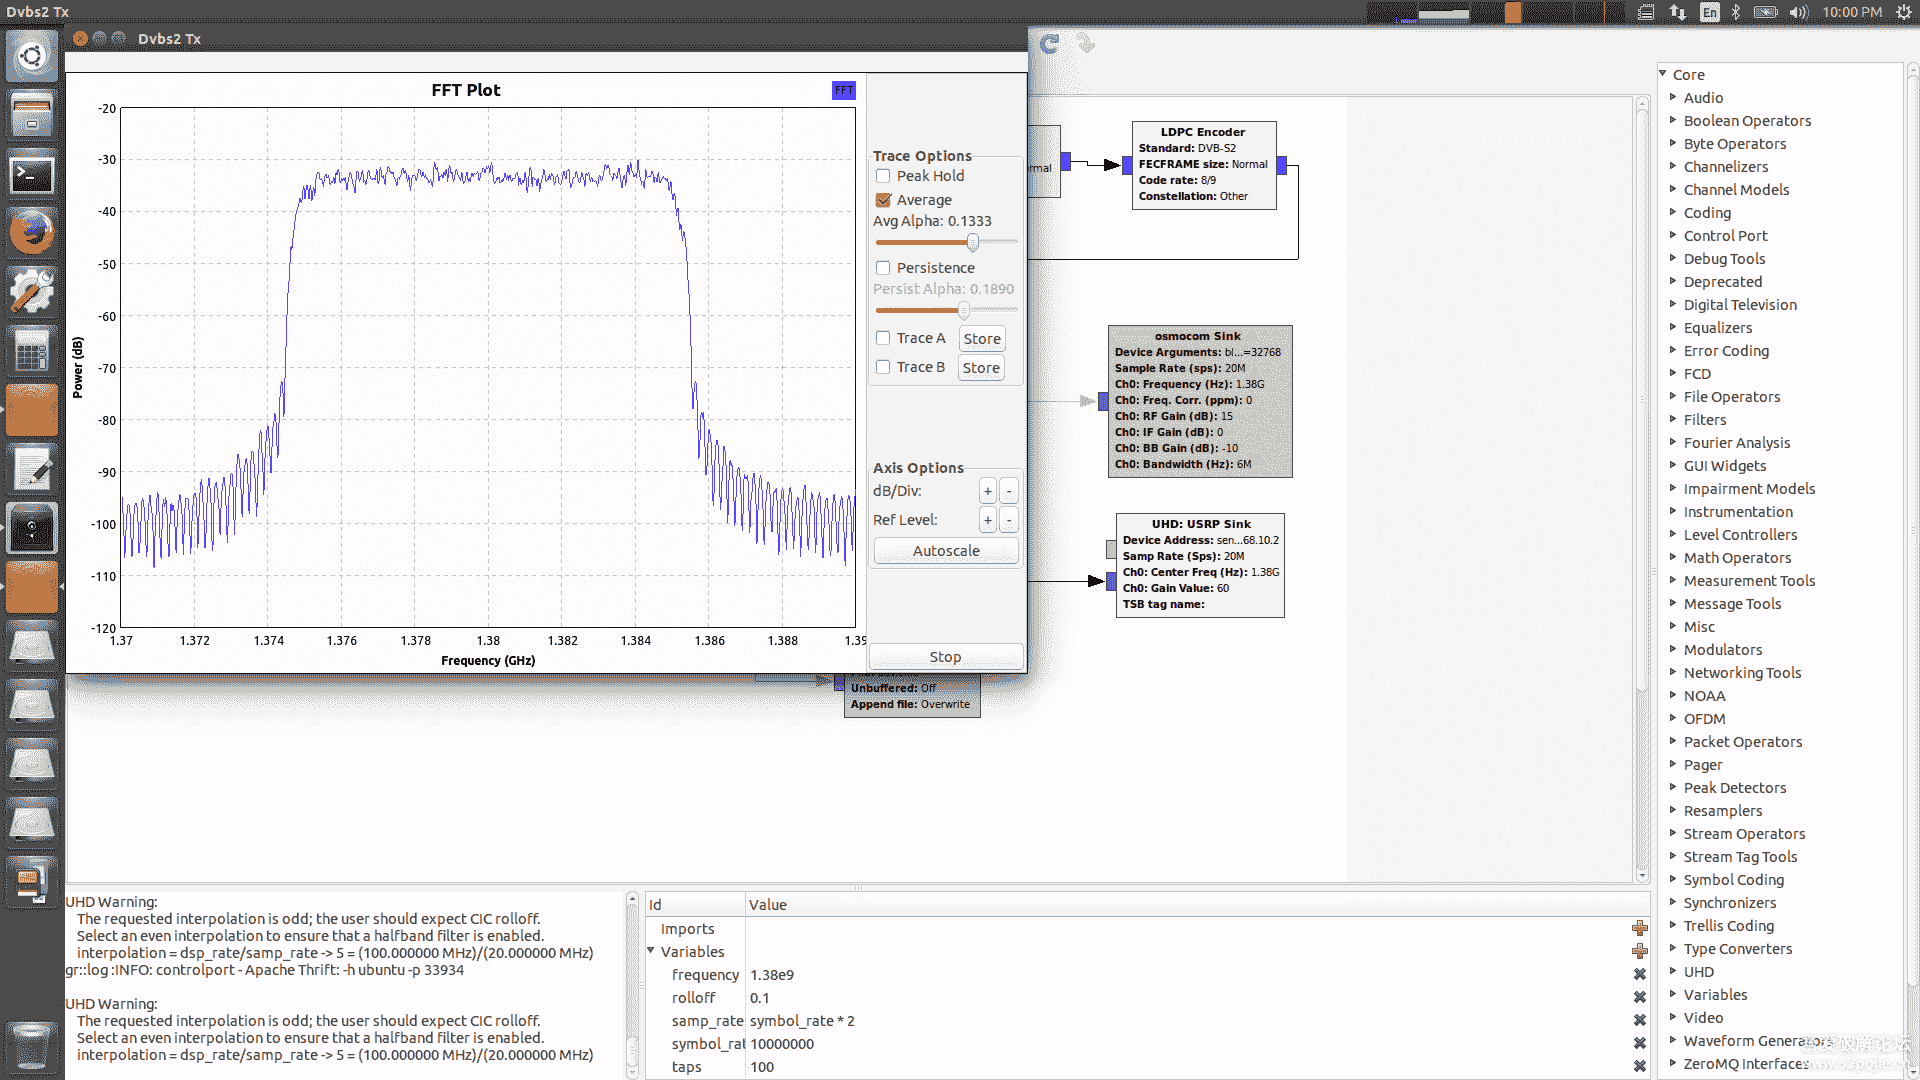 Dvbs2 Tx
En
10:00 PM
Dvbs2 Tx
FFT Plot
FFT
-20
-30
-40
-50
-60
-70
-80
-90
-100
-110
-120
Power (dB)
1.37 1.372 1.374 1.376 1.378 1.38 1.382 1.384 1.386 1.388 1.39
Frequency (GHz)
Trace Options
Peak Hold
Average
Avg Alpha: 0.1333
Persistence
Persist Alpha: 0.1890
Trace A Store
Trace B Store
Axis Options
dB/Div: + -
Ref Level: + -
Autoscale
Stop
Unbuffered: Off
Append file: Overwrite
rmal
LDPC Encoder
Standard: DVB-S2
FECFRAME size: Normal
Code rate: 8/9
Constellation: Other
osmocom Sink
Device Arguments: bl...=32768
Sample Rate (sps): 20M
Ch0: Frequency (Hz): 1.38G
Ch0: Freq. Corr. (ppm): 0
Ch0: RF Gain (dB): 15
Ch0: IF Gain (dB): 0
Ch0: BB Gain (dB): -10
Ch0: Bandwidth (Hz): 6M
UHD: USRP Sink
Device Address: sen...68.10.2
Samp Rate (Sps): 20M
Ch0: Center Freq (Hz): 1.38G
Ch0: Gain Value: 60
TSB tag name:
Core
Audio
Boolean Operators
Byte Operators
Channelizers
Channel Models
Coding
Control Port
Debug Tools
Deprecated
Digital Television
Equalizers
Error Coding
FCD
File Operators
Filters
Fourier Analysis
GUI Widgets
Impairment Models
Instrumentation
Level Controllers
Math Operators
Measurement Tools
Message Tools
Misc
Modulators
Networking Tools
NOAA
OFDM
Packet Operators
Pager
Peak Detectors
Resamplers
Stream Operators
Stream Tag Tools
Symbol Coding
Synchronizers
Trellis Coding
Type Converters
UHD
Variables
Video
Waveform Generators
ZeroMQ Interfaces
UHD Warning:
The requested interpolation is odd; the user should expect CIC rolloff.
Select an even interpolation to ensure that a halfband filter is enabled.
interpolation = dsp_rate/samp_rate -> 5 = (100.000000 MHz)/(20.000000 MHz)
gr::log :INFO: controlport - Apache Thrift: -h ubuntu -p 33934
UHD Warning:
The requested interpolation is odd; the user should expect CIC rolloff.
Select an even interpolation to ensure that a halfband filter is enabled.
interpolation = dsp_rate/samp_rate -> 5 = (100.000000 MHz)/(20.000000 MHz)
Id Value
Imports
Variables
frequency 1.38e9
rolloff 0.1
samp_rate symbol_rate * 2
symbol_rat 10000000
taps 100